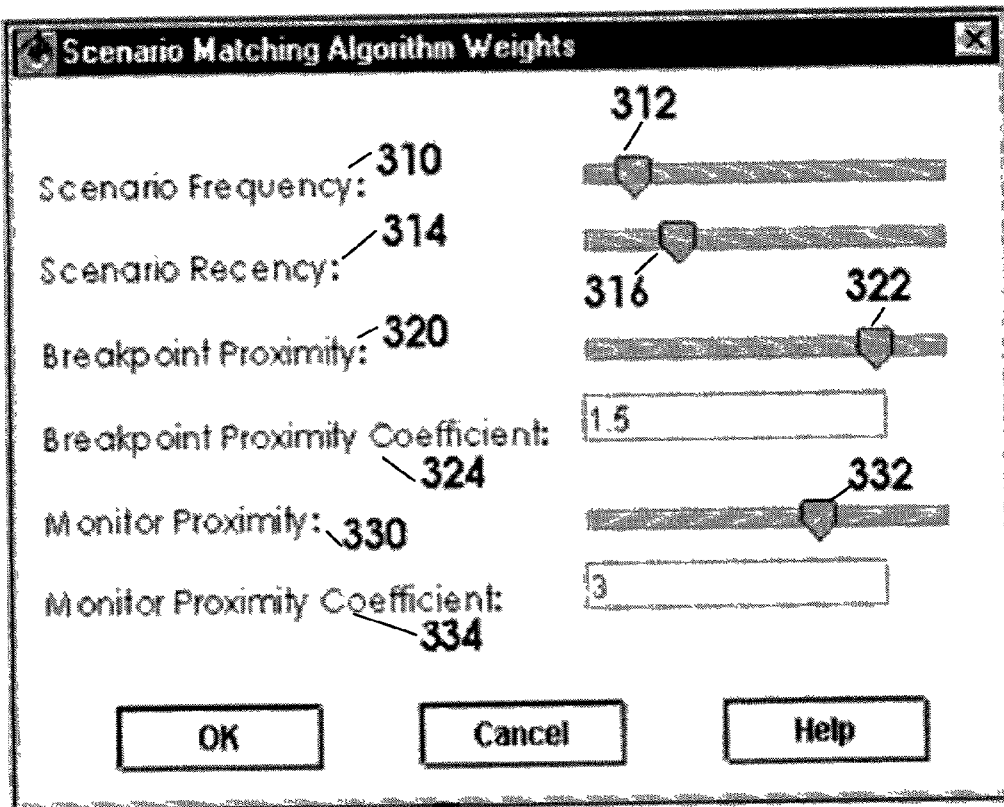 Scenario Matching Algorithm Weights
312
Scenario Frequency: 310
Scenario Recency: 314
316
322
Breakpoint Proximity: 320
Breakpoint Proximity Coefficient: 1.5
324
332
Monitor Proximity: 330
Monitor Proximity Coefficient: 3
334
OK Cancel Help